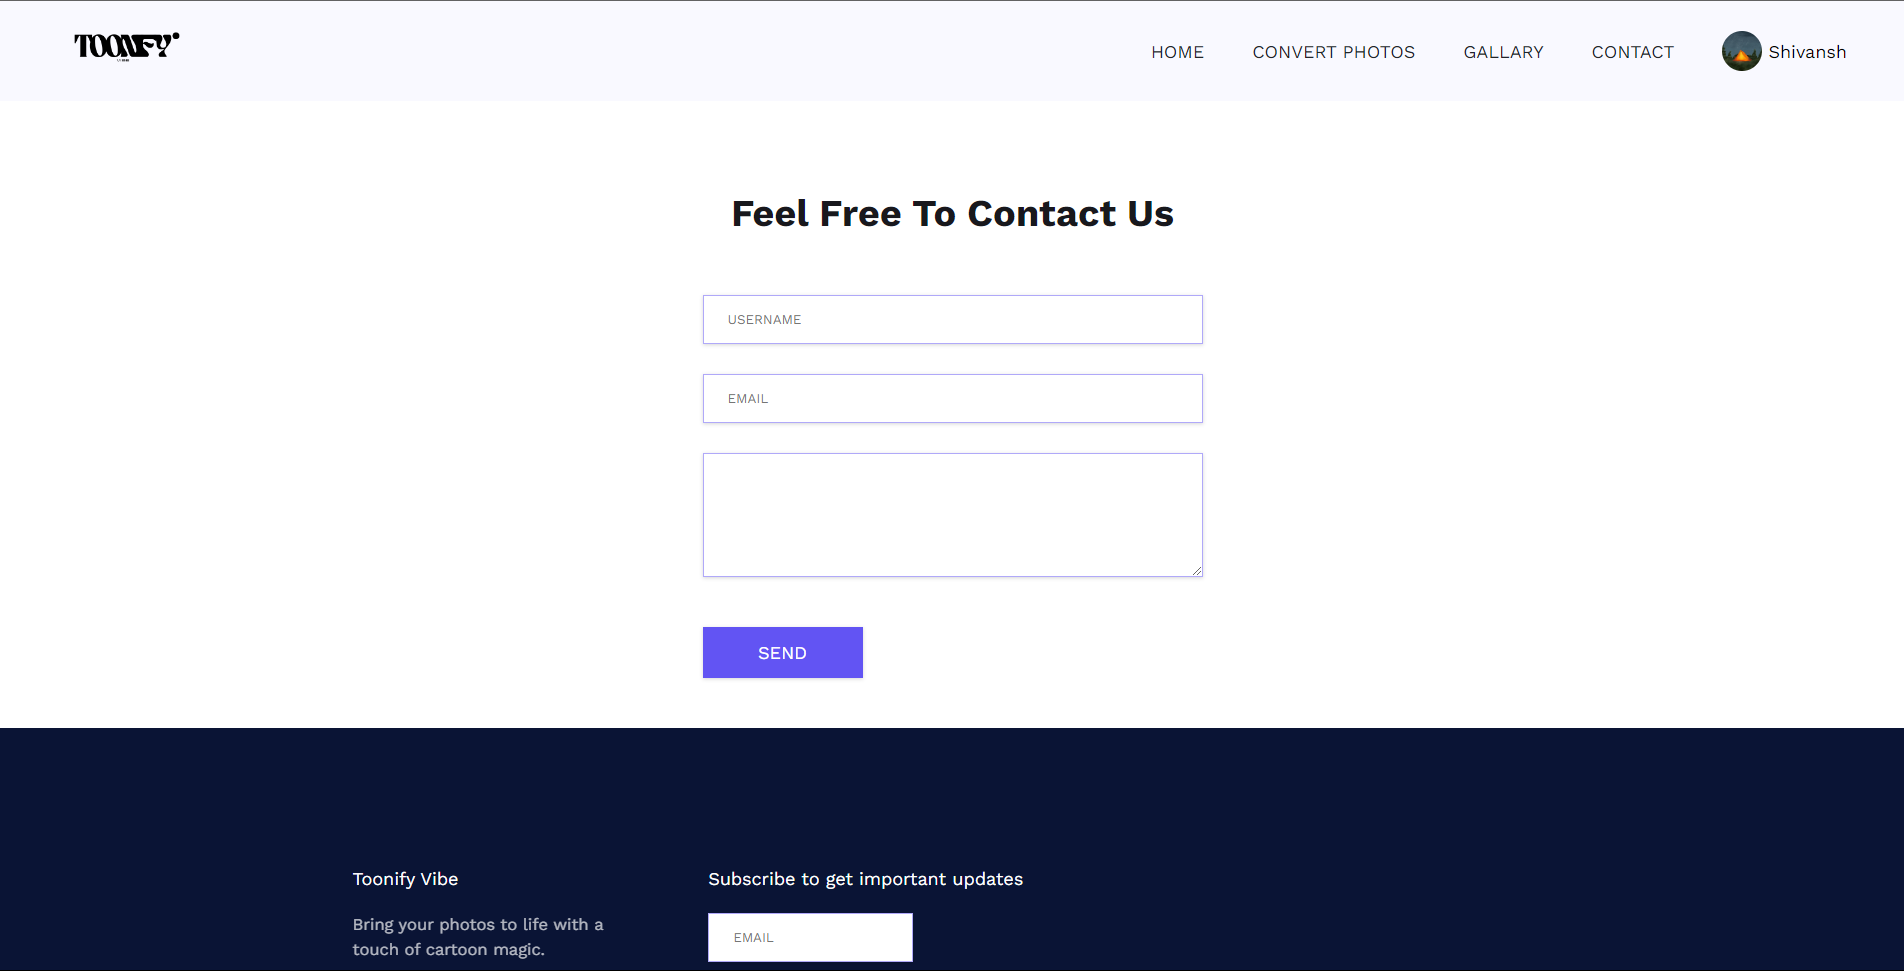 TOONIFY
HOME CONVERT PHOTOS GALLARY CONTACT Shivansh
Feel Free To Contact Us
USERNAME
EMAIL
SEND
Toonify Vibe
Bring your photos to life with a
touch of cartoon magic.
Subscribe to get important updates
EMAIL